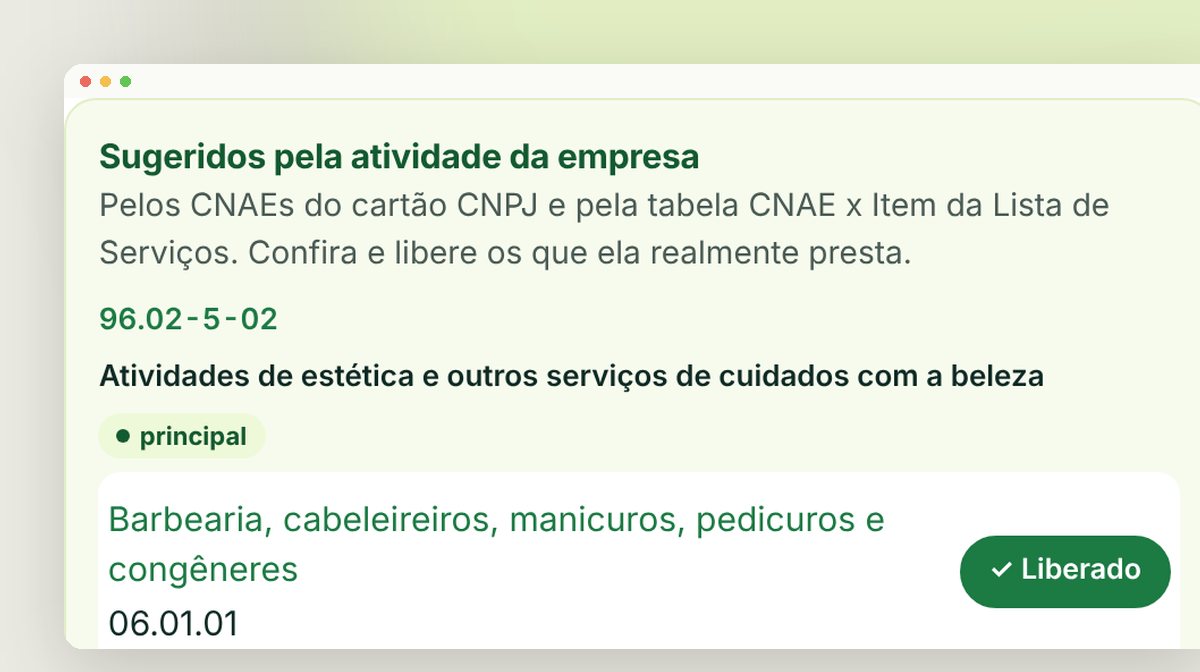 Sugeridos pela atividade da empresa
Pelos CNAEs do cartão CNPJ e pela tabela CNAE x Item da Lista de
Serviços. Confira e libere os que ela realmente presta.
96.02-5-02
Atividades de estética e outros serviços de cuidados com a beleza
principal
Barbearia, cabeleireiros, manicuros, pedicuros e
congêneres
✓ Liberado
06.01.01